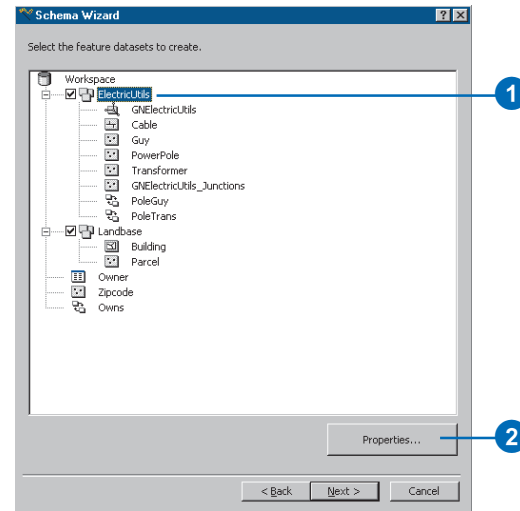 Schema Wizard
Select the feature datasets to create.
Workspace
ElectricUtils
1
GNElectricUtils
Cable
Guy
PowerPole
Transformer
GNElectricUtils_Junctions
PoleGuy
PoleTrans
Landbase
Building
Parcel
Owner
Zipcode
Owns
Properties...
2
< Back Next > Cancel